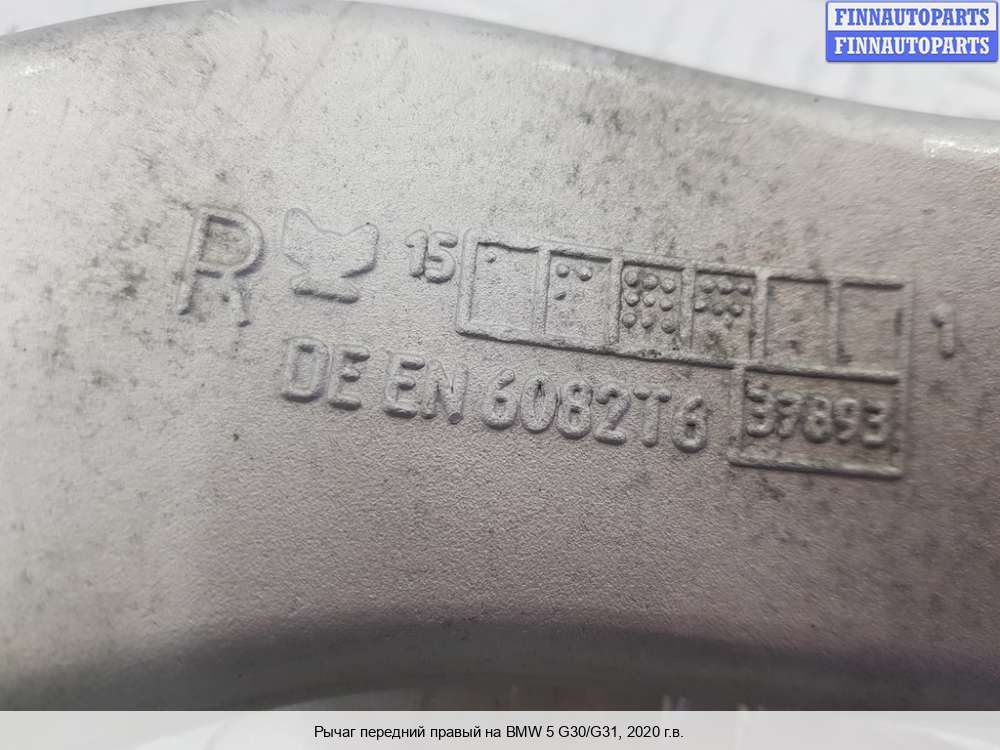 FINNAUTOPARTS
FINNAUTOPARTS
R 15 1
DE EN 6082T6 37893
Рычаг передний правый на BMW 5 G30/G31, 2020 г.в.